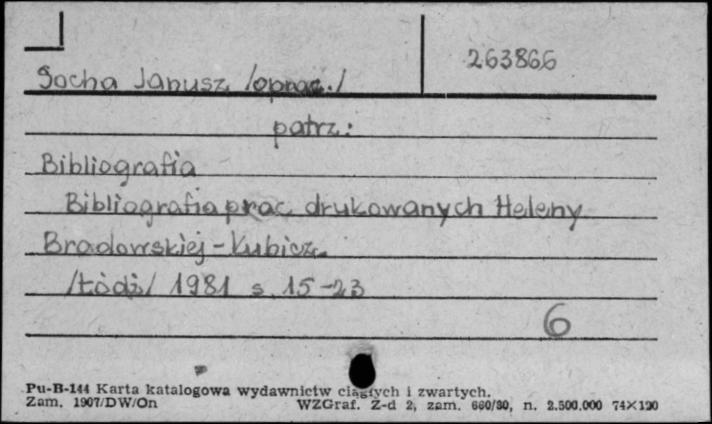 263866
Socha Janusz /oprac./
patrz:
Bibliografia
Bibliografia prac drukowanych Heleny
Bradowskiej-Kubicz.
/Łódź/ 1981 s. 15-23
6
Pu-B-144 Karta katalogowa wydawnictw ciągłych i zwartych.
Zam. 1907/DW/On WZGraf. Z-d 2, zam. 660/80, n. 2.500.000 74×120